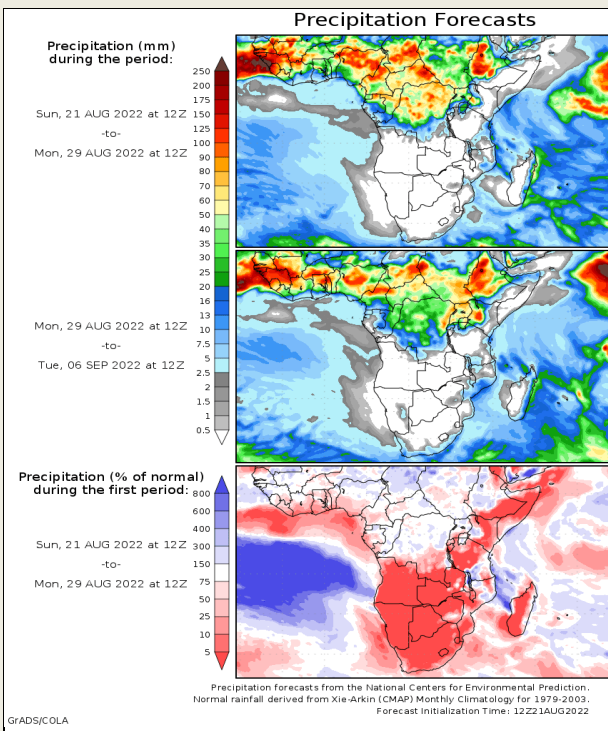 Precipitation Forecasts
Precipitation (mm)
during the period:
Sun, 21 AUG 2022 at 12Z
-to-
Mon, 29 AUG 2022 at 12Z
250
200
175
150
125
100
90
80
70
60
50
40
35
30
25
20
16
13
10
7.5
5
2.5
2
1.5
1
0.5
Mon, 29 AUG 2022 at 12Z
-to-
Tue, 06 SEP 2022 at 12Z
Precipitation (% of normal)
during the first period:
Sun, 21 AUG 2022 at 12Z
-to-
Mon, 29 AUG 2022 at 12Z
800
600
400
300
150
75
50
25
10
5
Precipitation forecasts from the National Centers for Environmental Prediction.
Normal rainfall derived from Xie-Arkin (CMAP) Monthly Climatology for 1979-2003.
Forecast Initialization Time: 12Z21AUG2022
GrADS/COLA